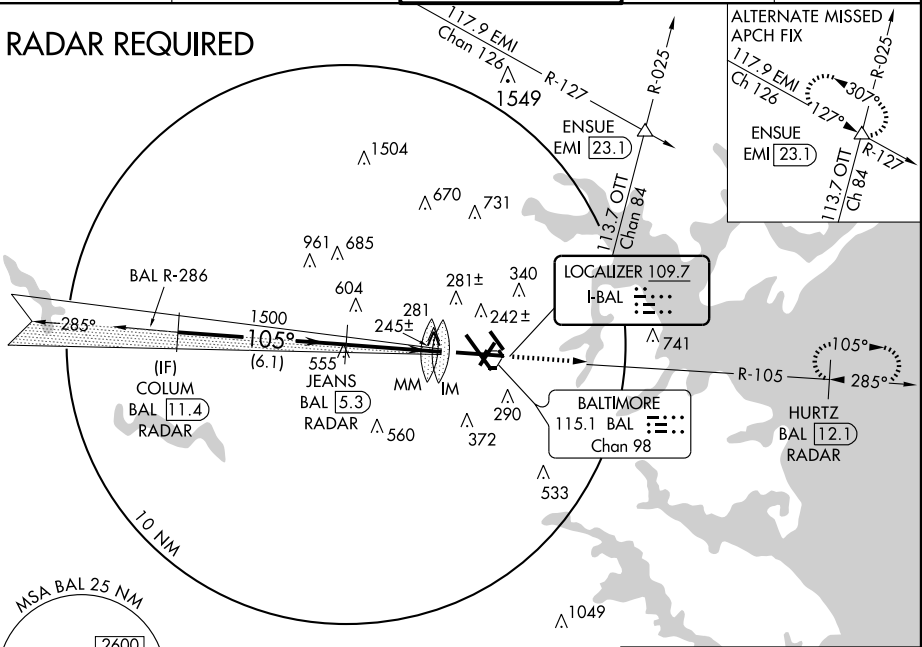 RADAR REQUIRED
117.9 EMI
Chan 126
R-127
R-025
1549
ENSUE
EMI 23.1
113.7 OTT
Chan 84
ALTERNATE MISSED
APCH FIX
117.9 EMI
Ch 126
127°
307°
R-025
R-127
ENSUE
EMI 23.1
113.7 OTT
Ch 84
1504
670
731
961
685
604
281
281±
340
245±
242±
LOCALIZER 109.7
I-BAL
741
BAL R-286
285°
1500
105°
(6.1)
555
(IF)
COLUM
BAL 11.4
RADAR
JEANS
BAL 5.3
RADAR
MM
IM
560
372
290
BALTIMORE
115.1 BAL
Chan 98
R-105
105°
285°
HURTZ
BAL 12.1
RADAR
533
10 NM
1049
MSA BAL 25 NM
2600